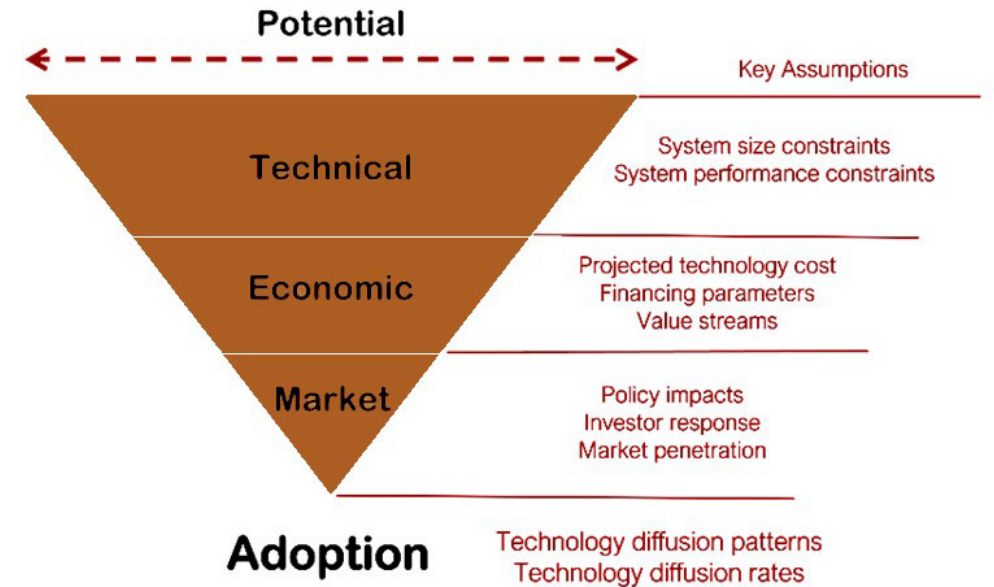 Potential
Key Assumptions
Technical
System size constraints
System performance constraints
Economic
Projected technology cost
Financing parameters
Value streams
Market
Policy impacts
Investor response
Market penetration
Adoption
Technology diffusion patterns
Technology diffusion rates